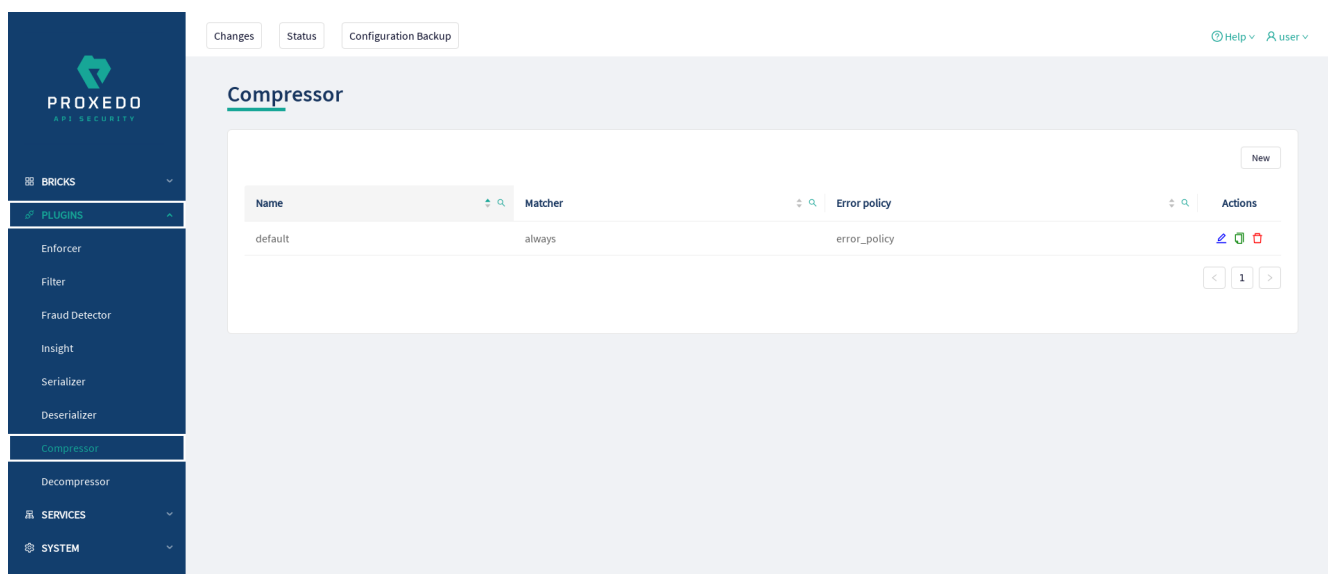 Changes Status Configuration Backup
Help user
PROXEDO
API SECURITY
BRICKS
PLUGINS
Enforcer
Filter
Fraud Detector
Insight
Serializer
Deserializer
Compressor
Decompressor
SERVICES
SYSTEM
Compressor
New
Name Matcher Error policy Actions
default always error_policy
1